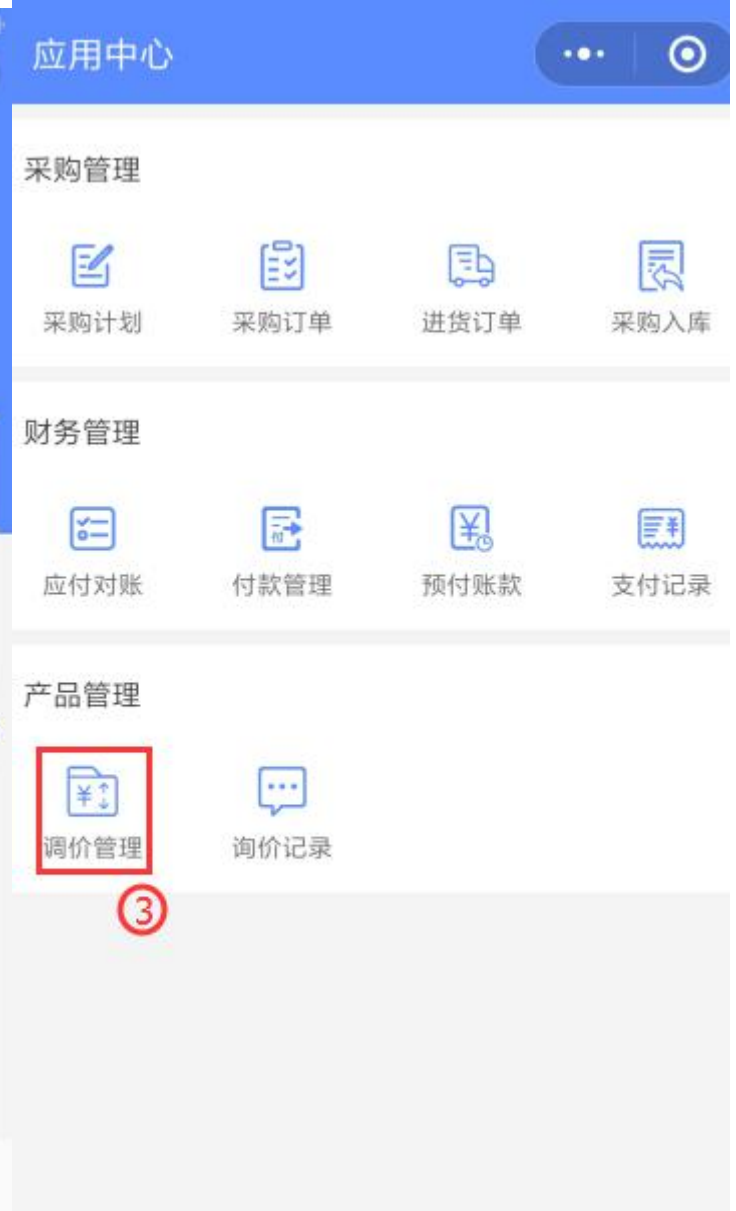 应用中心
采购管理
采购计划 采购订单 进货订单 采购入库
财务管理
付
应付对账 付款管理 预付账款 支付记录
产品管理
调价管理 询价记录
③